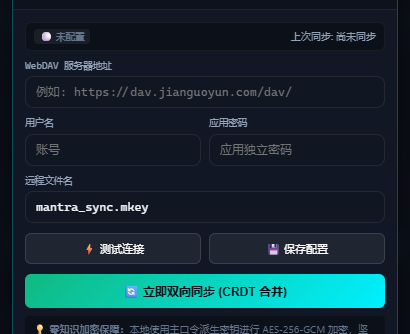 未配置 上次同步: 尚未同步
WebDAV 服务器地址
例如: https://dav.jianguoyun.com/dav/
用户名 应用密码
账号 应用独立密码
远程文件名
mantra_sync.mkey
测试连接 保存配置
立即双向同步 (CRDT 合并)
零知识加密保障: 本地使用主口令派生密钥进行 AES-256-GCM 加密, 坚